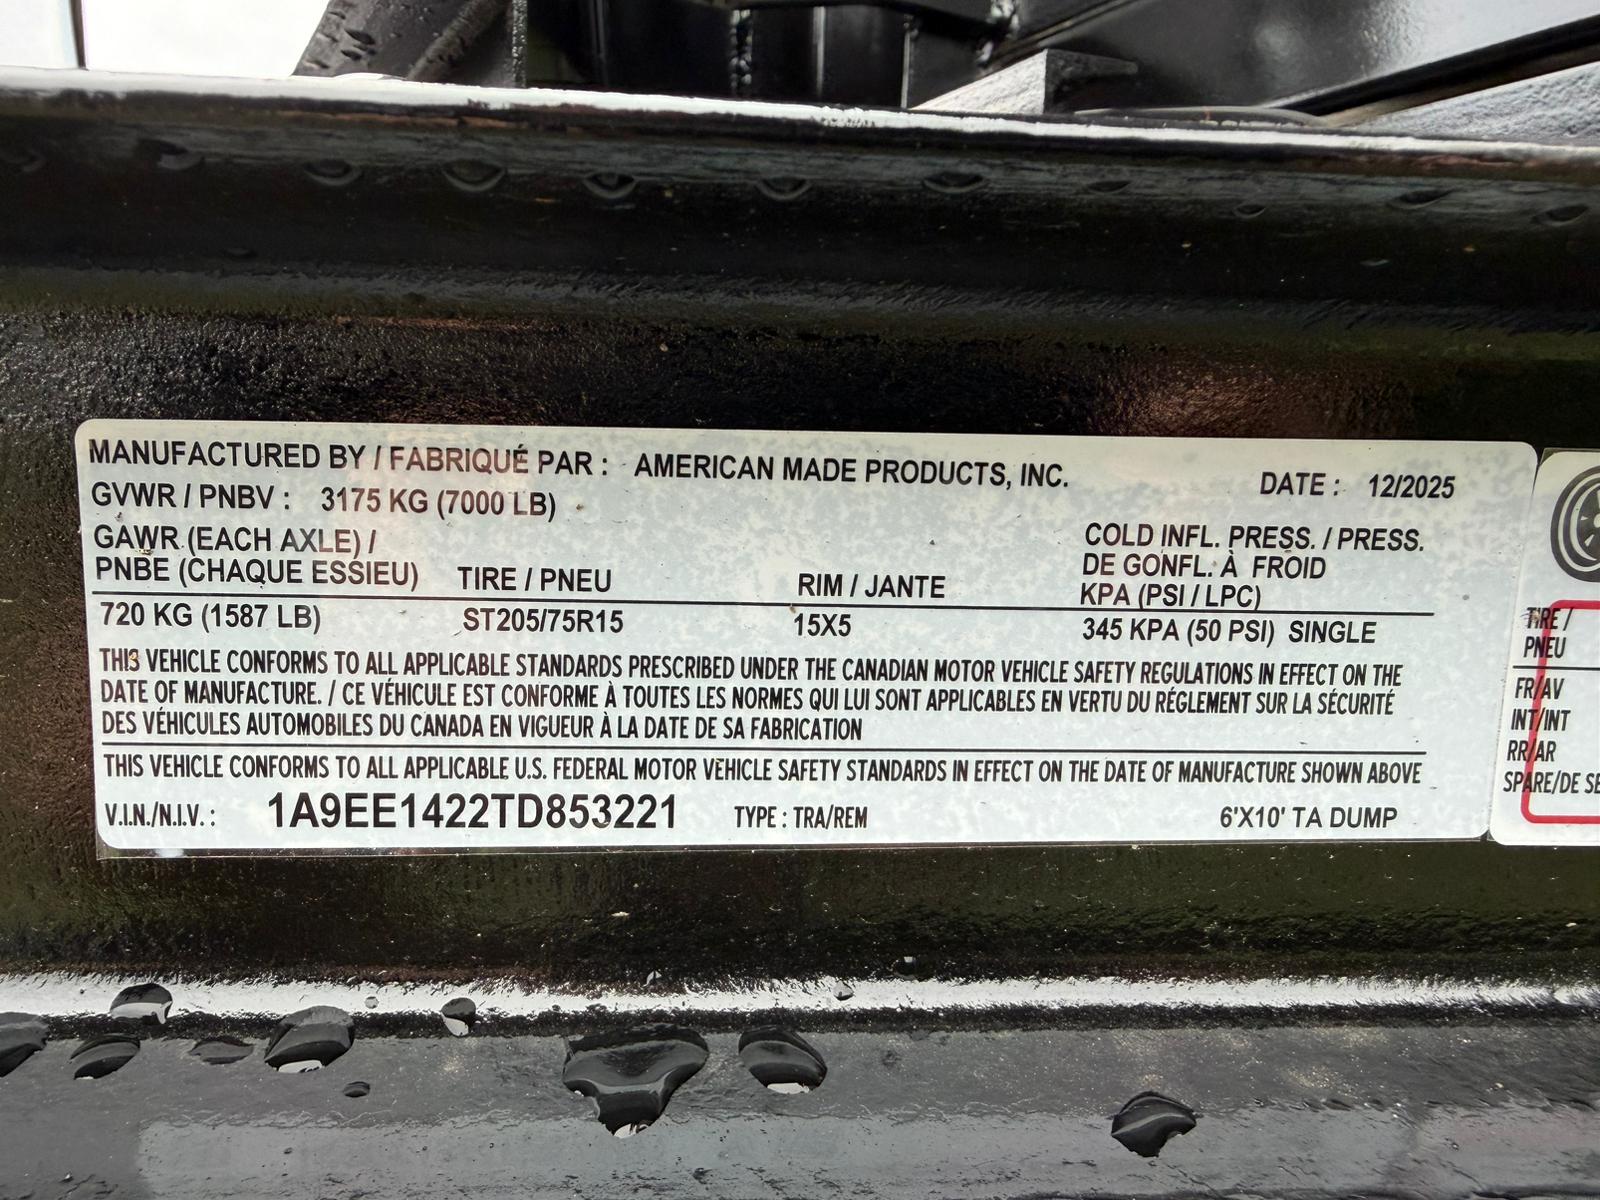 MANUFACTURED BY / FABRIQUÉ PAR : AMERICAN MADE PRODUCTS, INC. DATE : 12/2025
GVWR / PNBV : 3175 KG (7000 LB)
GAWR (EACH AXLE) /
PNBE (CHAQUE ESSIEU) TIRE / PNEU RIM / JANTE
COLD INFL. PRESS. / PRESS.
DE GONFL. À FROID
KPA (PSI / LPC)
720 KG (1587 LB) ST205/75R15 15X5 345 KPA (50 PSI) SINGLE
THIS VEHICLE CONFORMS TO ALL APPLICABLE STANDARDS PRESCRIBED UNDER THE CANADIAN MOTOR VEHICLE SAFETY REGULATIONS IN EFFECT ON THE
DATE OF MANUFACTURE. / CE VÉHICULE EST CONFORME À TOUTES LES NORMES QUI LUI SONT APPLICABLES EN VERTU DU RÉGLEMENT SUR LA SÉCURITÉ
DES VÉHICULES AUTOMOBILES DU CANADA EN VIGUEUR À LA DATE DE SA FABRICATION
THIS VEHICLE CONFORMS TO ALL APPLICABLE U.S. FEDERAL MOTOR VEHICLE SAFETY STANDARDS IN EFFECT ON THE DATE OF MANUFACTURE SHOWN ABOVE
V.I.N./N.I.V. : 1A9EE1422TD853221 TYPE : TRA/REM 6'X10' TA DUMP
TIRE /
PNEU
FR/AV
INT/INT
RR/AR
SPARE/DE SE